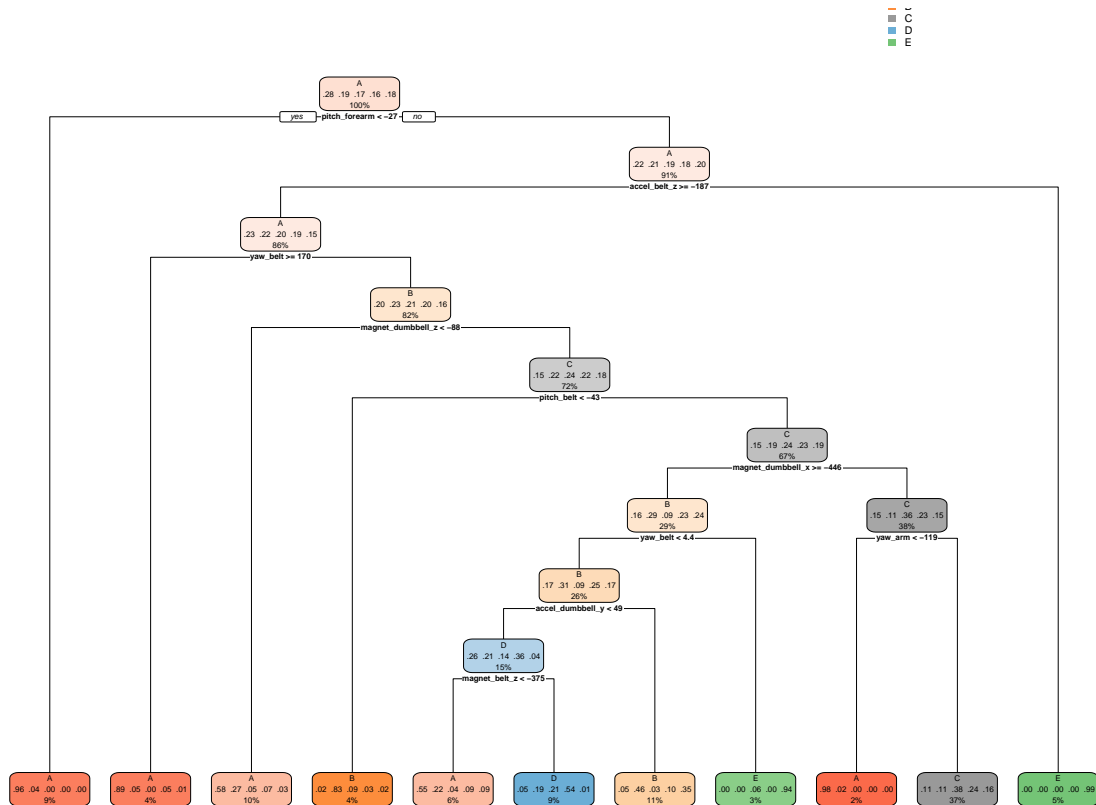 C
D
E
A
.28 .19 .17 .16 .18
100%
yes pitch_forearm < −27 no
A
.22 .21 .19 .18 .20
91%
accel_belt_z >= −187
A
.23 .22 .20 .19 .15
86%
yaw_belt >= 170
B
.20 .23 .21 .20 .16
82%
magnet_dumbbell_z < −88
C
.15 .22 .24 .22 .18
72%
pitch_belt < −43
C
.15 .19 .24 .23 .19
67%
magnet_dumbbell_x >= −446
B
.16 .29 .09 .23 .24
29%
yaw_belt < 4.4
C
.15 .11 .36 .23 .15
38%
yaw_arm < −119
B
.17 .31 .09 .25 .17
26%
accel_dumbbell_y < 49
D
.26 .21 .14 .36 .04
15%
magnet_belt_z < −375
A
.96 .04 .00 .00 .00
9%
A
.89 .05 .00 .05 .01
4%
A
.58 .27 .05 .07 .03
10%
B
.02 .83 .09 .03 .02
4%
A
.55 .22 .04 .09 .09
6%
D
.05 .19 .21 .54 .01
9%
B
.05 .46 .03 .10 .35
11%
E
.00 .00 .06 .00 .94
3%
A
.98 .02 .00 .00 .00
2%
C
.11 .11 .38 .24 .16
37%
E
.00 .00 .00 .00 .99
5%